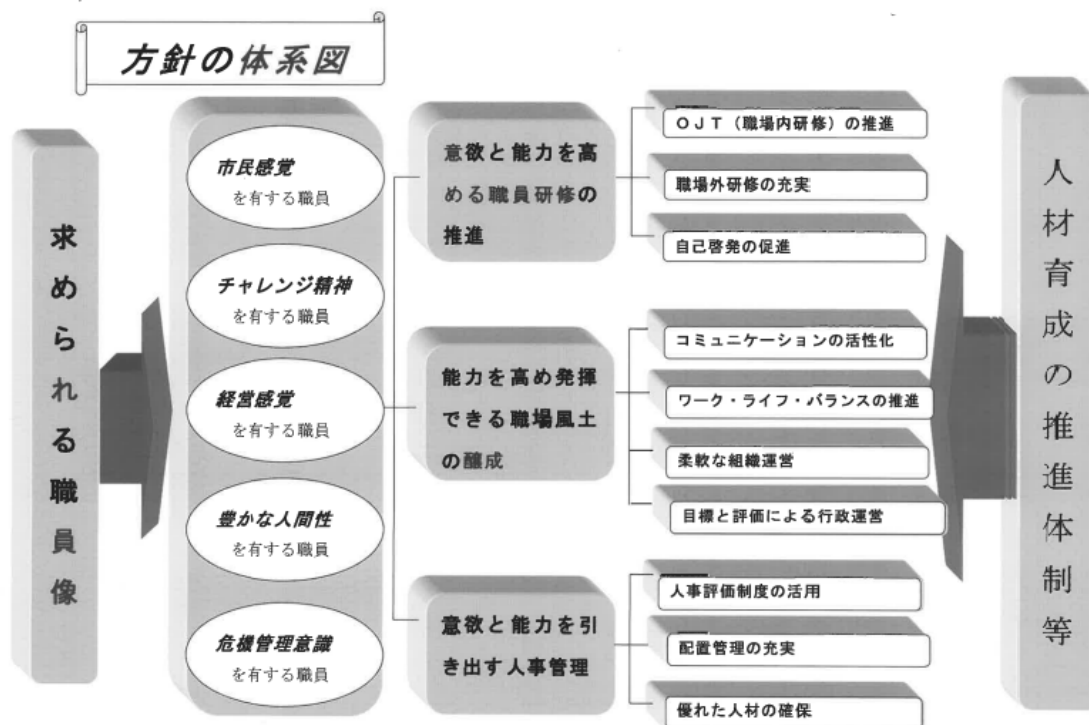 方針の体系図
求められる職員像
市民感覚
を有する職員
チャレンジ精神
を有する職員
経営感覚
を有する職員
豊かな人間性
を有する職員
危機管理意識
を有する職員
意欲と能力を高
める職員研修の
推進
OJT(職場内研修)の推進
職場外研修の充実
自己啓発の促進
能力を高め発揮
できる職場風土
の醸成
コミュニケーションの活性化
ワーク・ライフ・バランスの推進
柔軟な組織運営
目標と評価による行政運営
意欲と能力を引
き出す人事管理
人事評価制度の活用
配置管理の充実
優れた人材の確保
人材育成の推進体制等